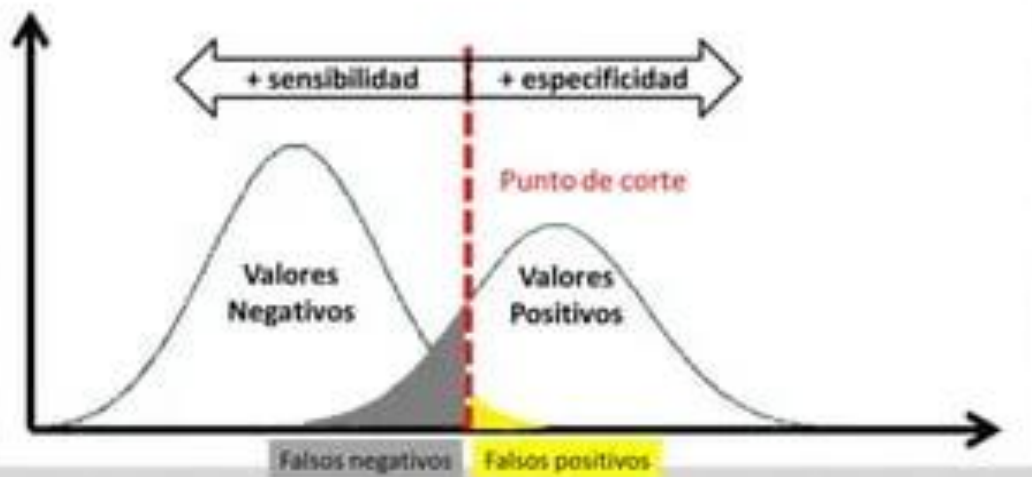 + sensibilidad
+ especificidad
Punto de corte
Valores
Negativos
Valores
Positivos
Falsos negativos
Falsos positivos